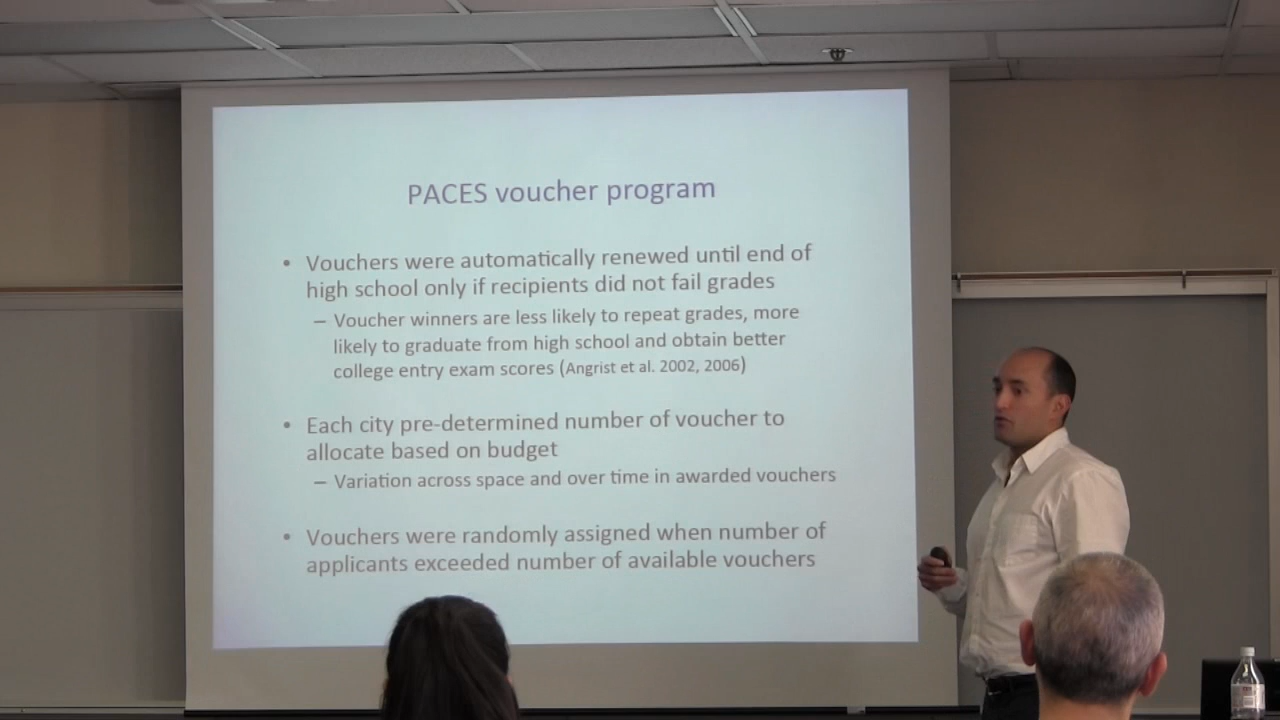 PACES voucher program
• Vouchers were automatically renewed until end of
high school only if recipients did not fail grades
– Voucher winners are less likely to repeat grades, more
likely to graduate from high school and obtain better
college entry exam scores (Angrist et al. 2002, 2006)
• Each city pre-determined number of voucher to
allocate based on budget
– Variation across space and over time in awarded vouchers
• Vouchers were randomly assigned when number of
applicants exceeded number of available vouchers